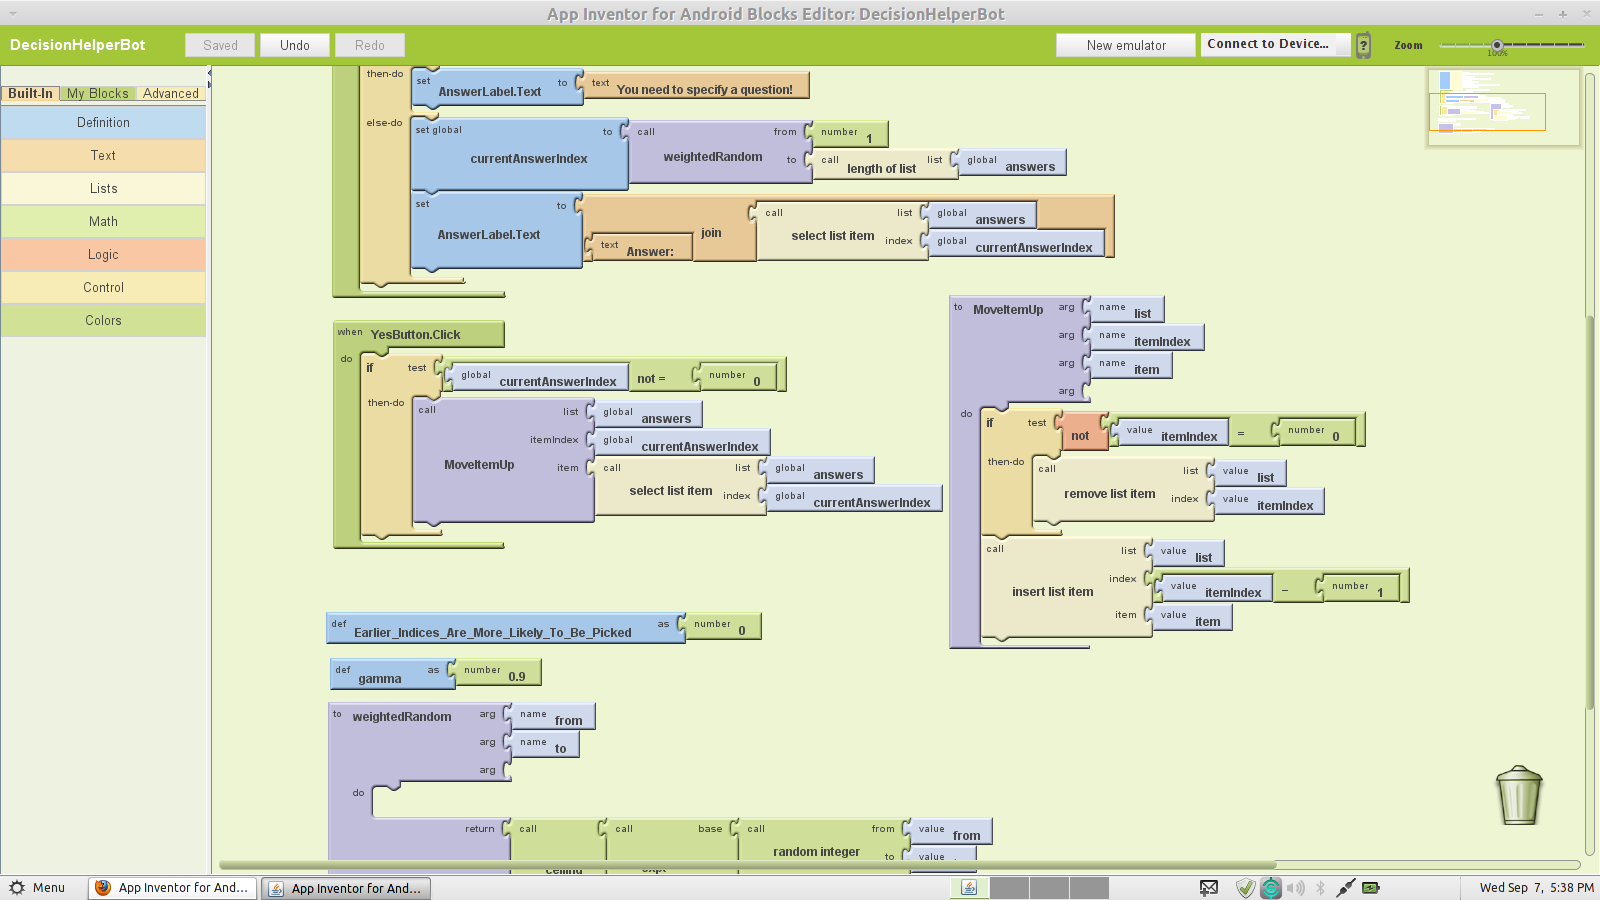 App Inventor for Android Blocks Editor: DecisionHelperBot
DecisionHelperBot
Saved
Undo
Redo
New emulator
Connect to Device...
?
Zoom
100%
Built-In
My Blocks
Advanced
Definition
Text
Lists
Math
Logic
Control
Colors
then-do
set
AnswerLabel.Text
to
text
You need to specify a question!
else-do
set global
currentAnswerIndex
to
call
weightedRandom
from
number
1
to
call
length of list
list
global
answers
set
AnswerLabel.Text
to
text
Answer:
join
call
select list item
list
global
answers
index
global
currentAnswerIndex
when
YesButton.Click
do
if
test
global
currentAnswerIndex
not =
number
0
then-do
call
MoveItemUp
list
global
answers
itemIndex
global
currentAnswerIndex
item
call
select list item
list
global
answers
index
global
currentAnswerIndex
to
MoveItemUp
arg
name
list
arg
name
itemIndex
arg
name
item
arg
do
if
test
not
value
itemIndex
=
number
0
then-do
call
remove list item
list
value
list
index
value
itemIndex
call
insert list item
list
value
list
index
value
itemIndex
–
number
1
item
value
item
def
Earlier_Indices_Are_More_Likely_To_Be_Picked
as
number
0
def
gamma
as
number
0.9
to
weightedRandom
arg
name
from
arg
name
to
arg
do
return
call
ceiling
call
expt
base
call
random integer
from
value
from
to
value
Menu
App Inventor for And...
App Inventor for And...
Wed Sep 7, 5:38 PM